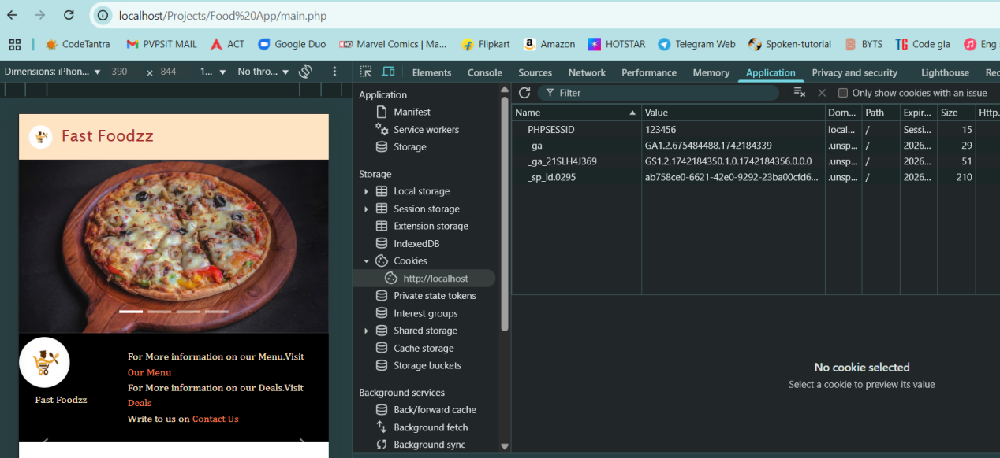 localhost/Projects/Food%20App/main.php
CodeTantra PVPSIT MAIL ACT Google Duo Marvel Comics | Ma... Flipkart Amazon HOTSTAR Telegram Web Spoken-tutorial BYTS Code gla Eng
Dimensions: iPhon... ▼ 390 x 844 1... ▼ No thro... ▼
Elements Console Sources Network Performance Memory Application Privacy and security Lighthouse Rec
Fast Foodzz
For More information on our Menu.Visit
Our Menu
For More information on our Deals.Visit
Deals
Write to us on Contact Us
Fast Foodzz
Application
Manifest
Service workers
Storage
Storage
Local storage
Session storage
Extension storage
IndexedDB
Cookies
http://localhost
Private state tokens
Interest groups
Shared storage
Cache storage
Storage buckets
Background services
Back/forward cache
Background fetch
Background sync
Filter Only show cookies with an issue
Name Value Dom... Path Expir... Size Http.
PHPSESSID 123456 local... / Sessi... 15
_ga GA1.2.675484488.1742184339 .unsp... / 2026... 29
_ga_21SLH4J369 GS1.2.1742184350.1.0.1742184356.0.0.0 .unsp... / 2026... 51
_sp_id.0295 ab758ce0-6621-42e0-9292-23ba00cfd6... .unsp... / 2026... 210
No cookie selected
Select a cookie to preview its value